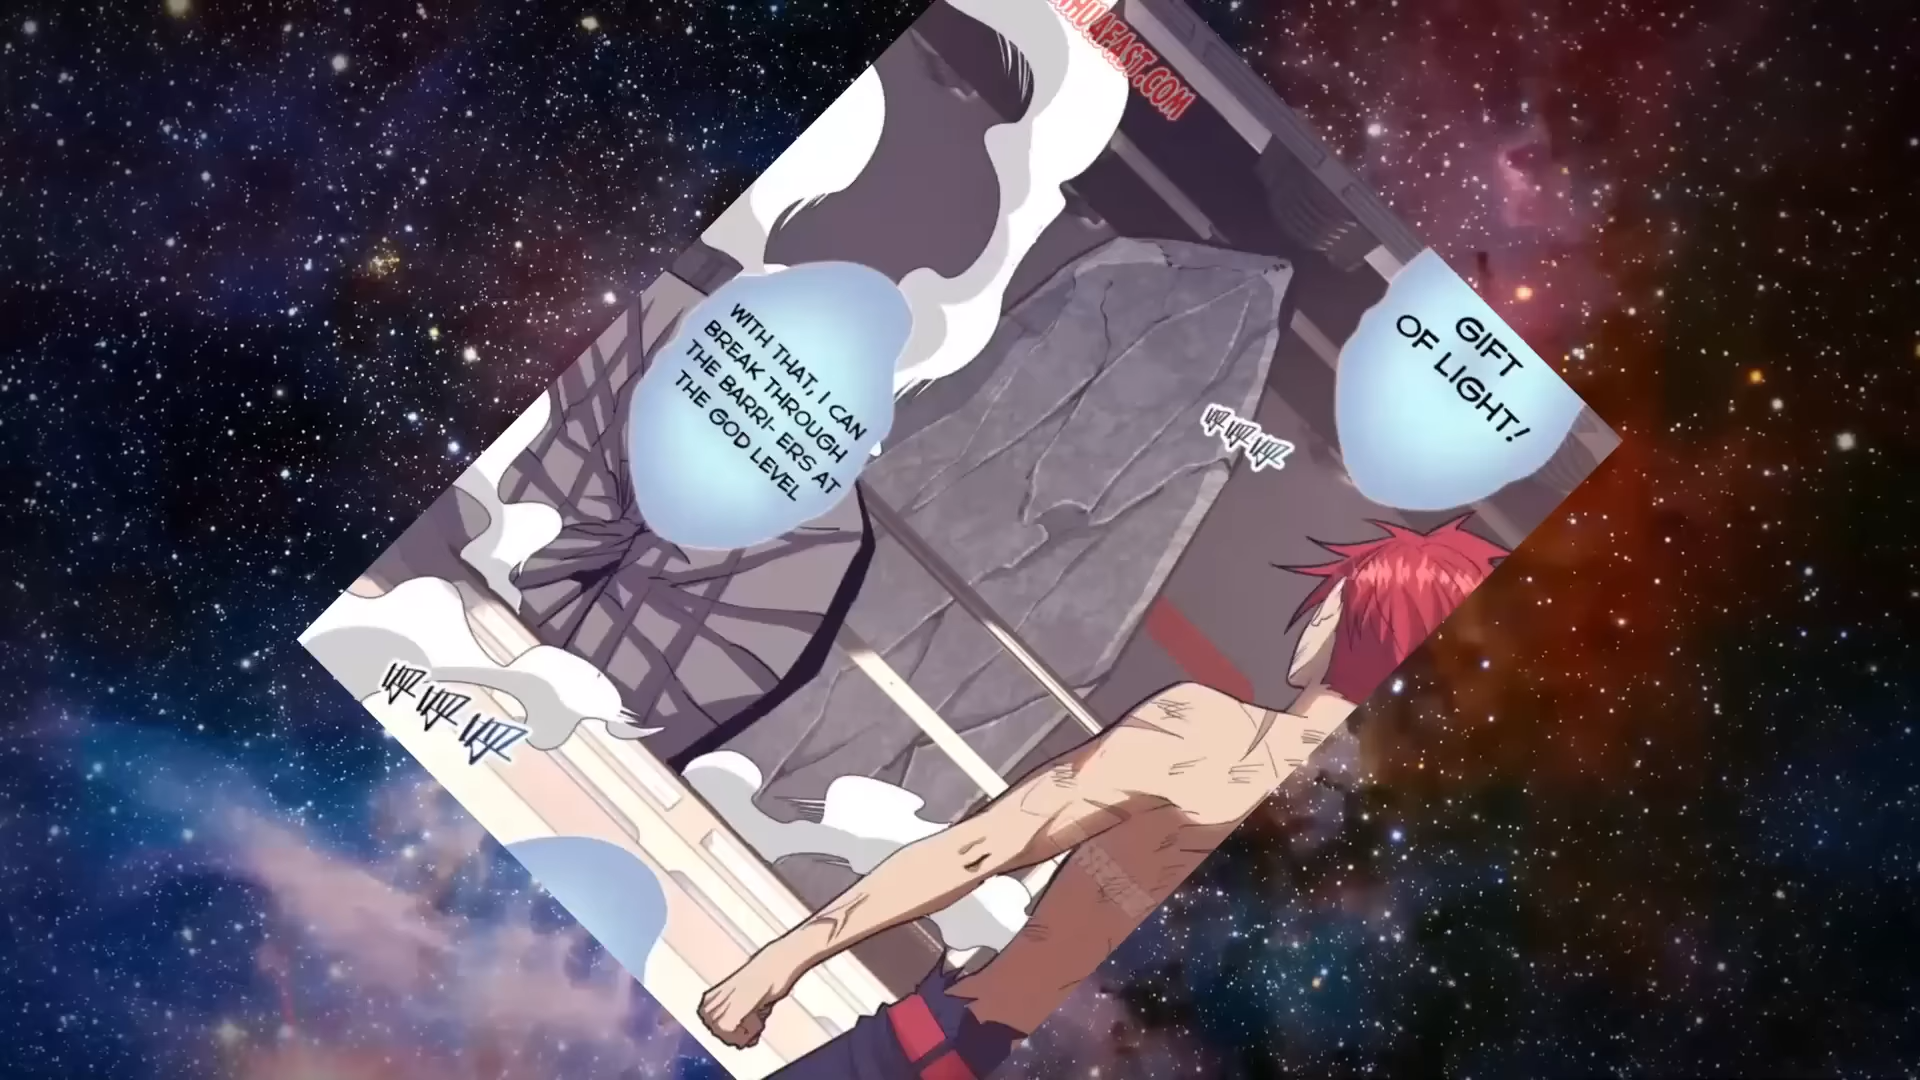 GIFT
OF LIGHT!
WITH THAT, I CAN
BREAK THROUGH
THE BARRI- ERS AT
THE GOD LEVEL